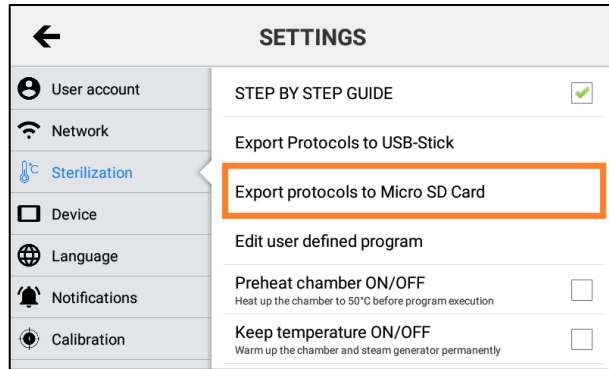 SETTINGS
User account
Network
°C Sterilization
Device
Language
Notifications
Calibration
STEP BY STEP GUIDE
Export Protocols to USB-Stick
Export protocols to Micro SD Card
Edit user defined program
Preheat chamber ON/OFF
Heat up the chamber to 50°C before program execution
Keep temperature ON/OFF
Warm up the chamber and steam generator permanently